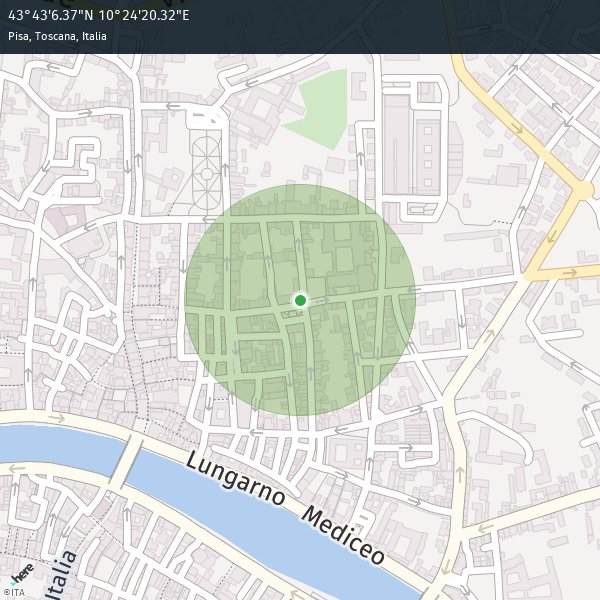 43°43'6.37"N 10°24'20.32"E
Pisa, Toscana, Italia
Lungarno
Mediceo
Italia
here
©ITA